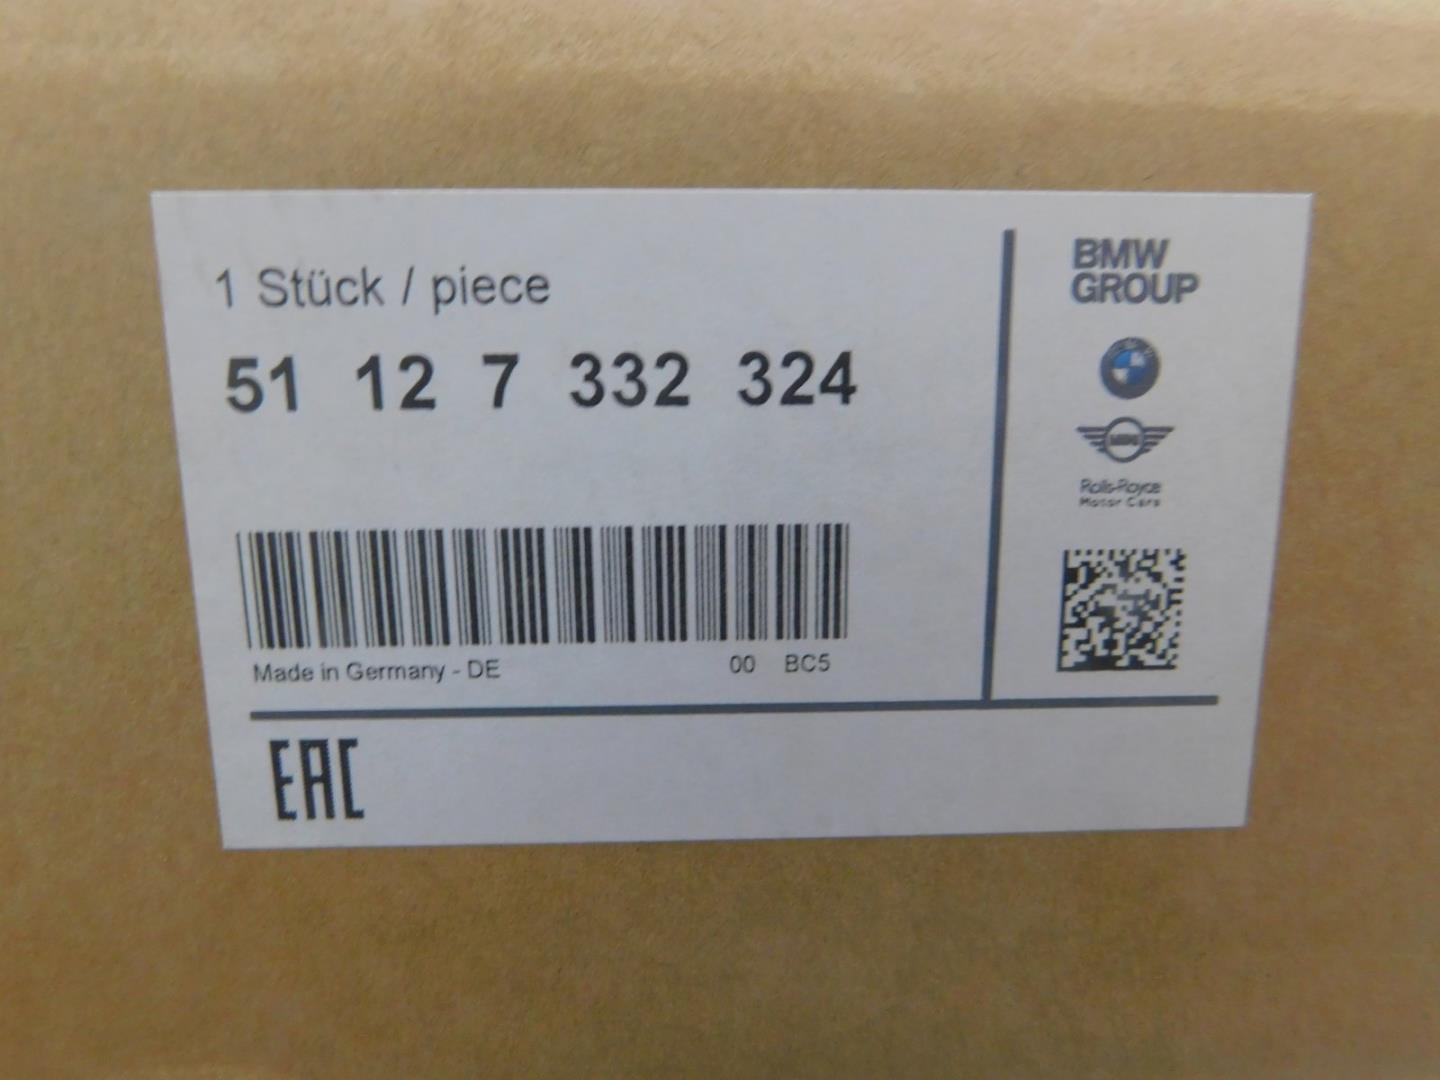 1 Stück / piece
51 12 7 332 324
Made in Germany - DE 00 BC5
EAC
BMW
GROUP
MINI
Rolls-Royce
Motor Cars